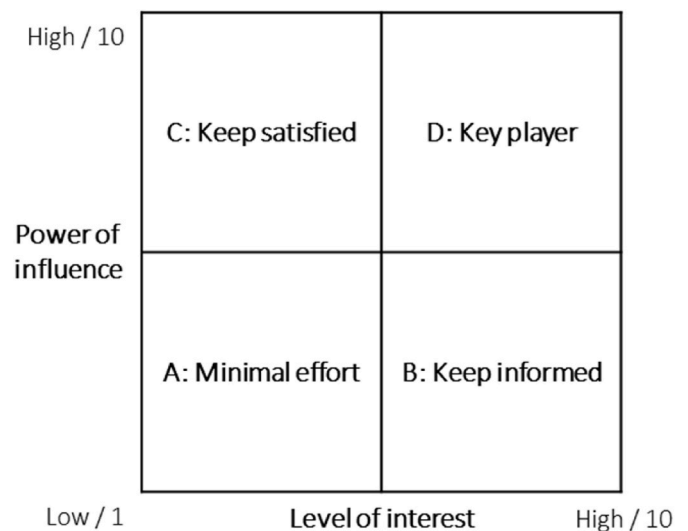 High / 10
C: Keep satisfied
D: Key player
Power of
influence
A: Minimal effort
B: Keep informed
Low / 1
Level of interest
High / 10